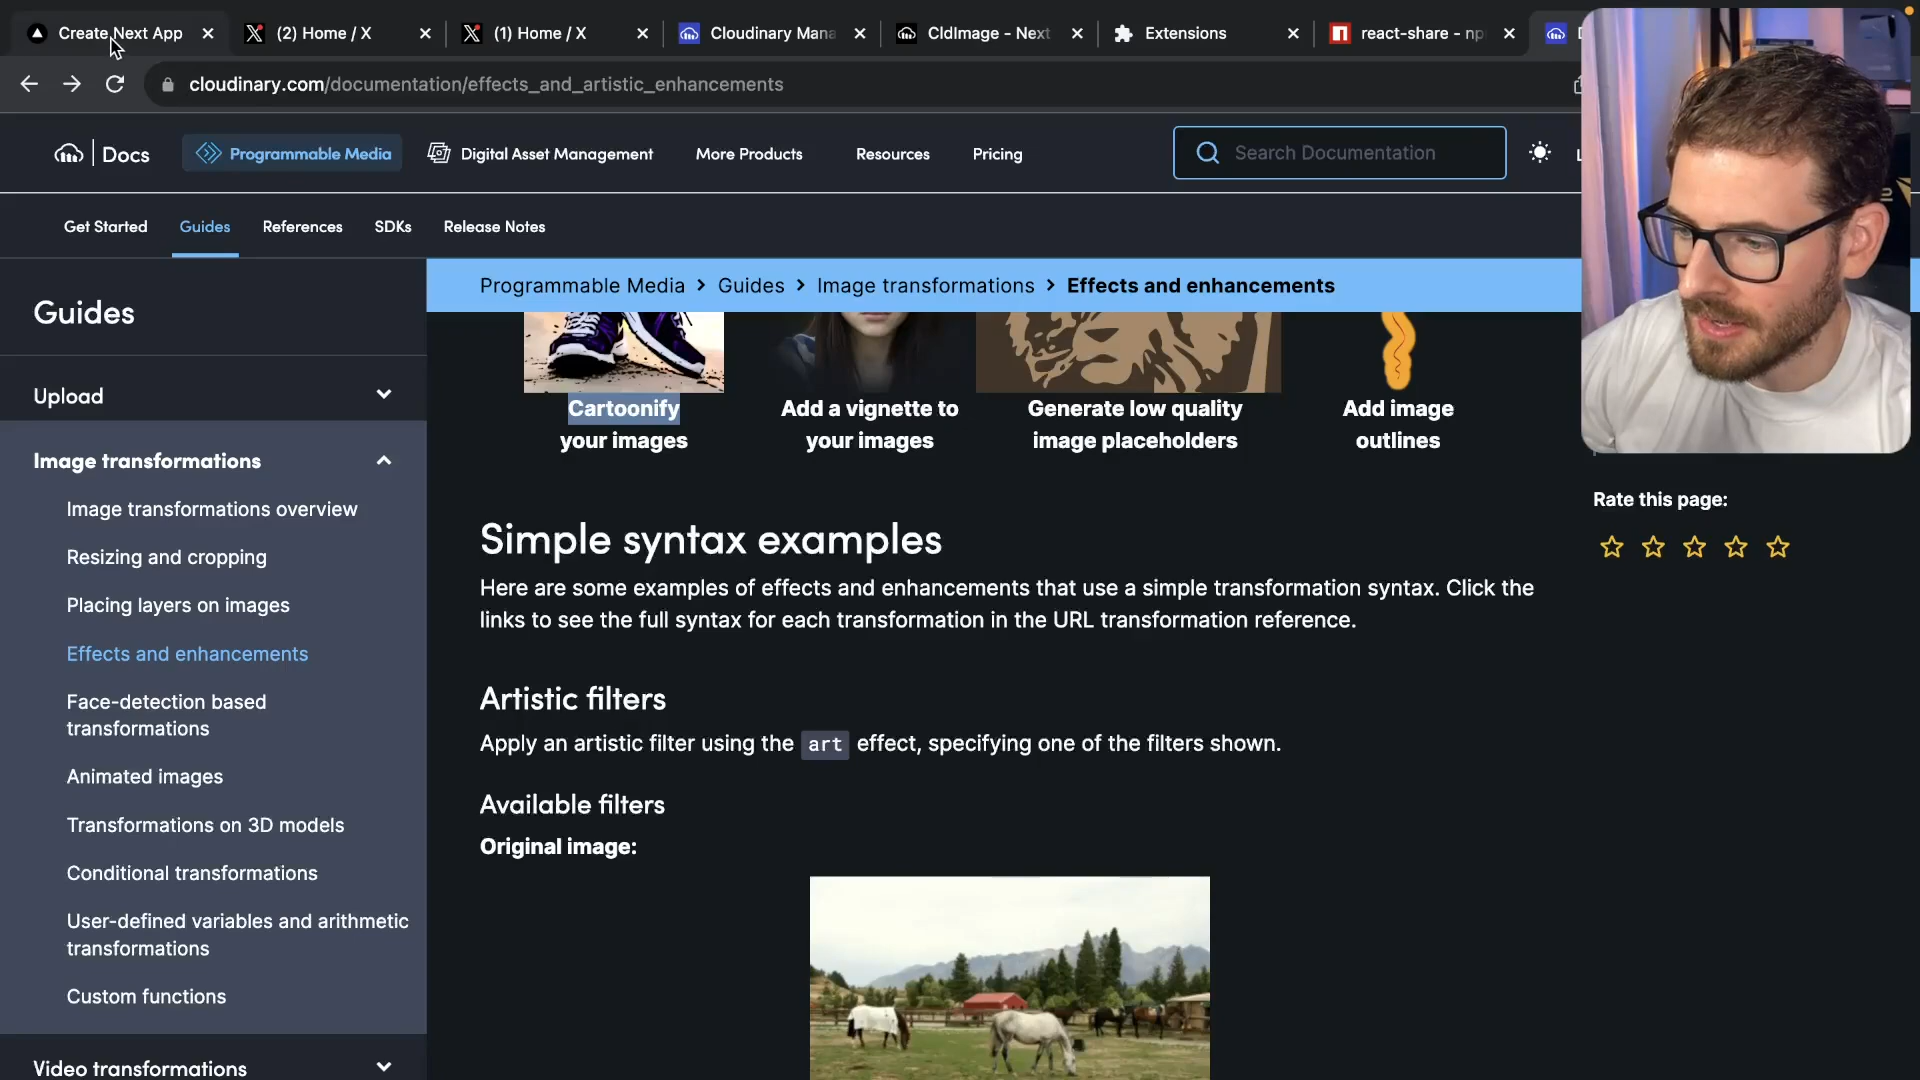 Create Next App
(2) Home / X
(1) Home / X
Cloudinary Mana
CldImage - Next
Extensions
react-share - np
cloudinary.com/documentation/effects_and_artistic_enhancements
Docs
Programmable Media
Digital Asset Management
More Products
Resources
Pricing
Search Documentation
Get Started
Guides
References
SDKs
Release Notes
Programmable Media > Guides > Image transformations > Effects and enhancements
Guides
Upload
Image transformations
Image transformations overview
Resizing and cropping
Placing layers on images
Effects and enhancements
Face-detection based
transformations
Animated images
Transformations on 3D models
Conditional transformations
User-defined variables and arithmetic
transformations
Custom functions
Video transformations
Cartoonify
your images
Add a vignette to
your images
Generate low quality
image placeholders
Add image
outlines
Simple syntax examples
Here are some examples of effects and enhancements that use a simple transformation syntax. Click the
links to see the full syntax for each transformation in the URL transformation reference.
Artistic filters
Apply an artistic filter using the art effect, specifying one of the filters shown.
Available filters
Original image:
Rate this page: